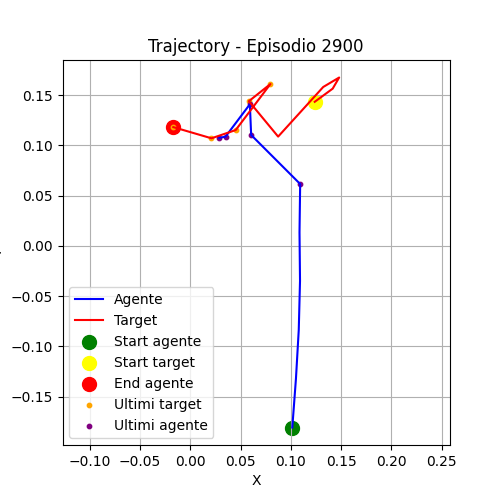 Trajectory - Episodio 2900
0.15
0.10
0.05
0.00
−0.05
−0.10
−0.15
Agente
Target
Start agente
Start target
End agente
Ultimi target
Ultimi agente
−0.10 −0.05 0.00 0.05 0.10 0.15 0.20 0.25
X